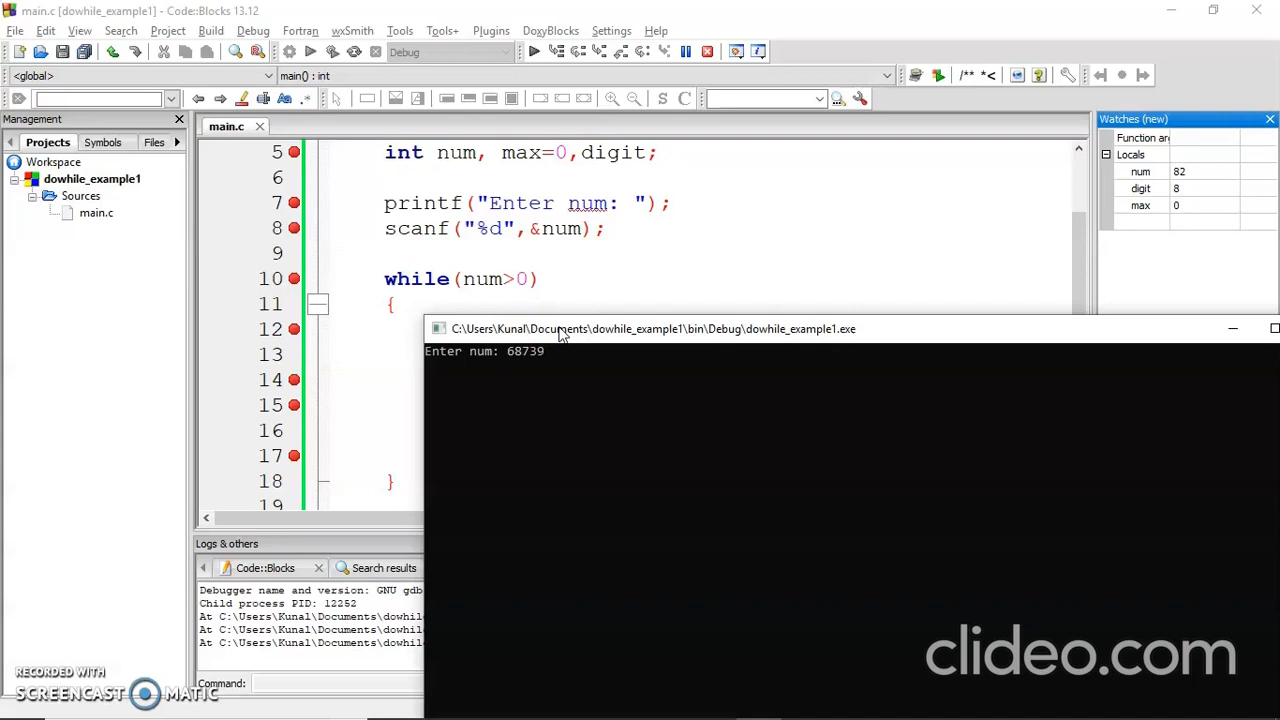 main.c [dowhile_example1] - Code::Blocks 13.12
File Edit View Search Project Build Debug Fortran wxSmith Tools Tools+ Plugins DoxyBlocks Settings Help
Debug
/** *<
<global>
main() : int
.*
S C
Management
Projects Symbols Files
Workspace
dowhile_example1
Sources
main.c
main.c
5 int num, max=0,digit;
6
7 printf("Enter num: ");
8 scanf("%d",&num);
9
10 while(num>0)
11 {
12
13
14
15
16
17
18 }
19
Watches (new)
Function ar
Locals
num 82
digit 8
max 0
C:\Users\Kunal\Documents\dowhile_example1\bin\Debug\dowhile_example1.exe
Enter num: 68739
Logs & others
Code::Blocks
Search results
Debugger name and version: GNU gdb
Child process PID: 12252
At C:\Users\Kunal\Documents\dowhile
At C:\Users\Kunal\Documents\dowhile
At C:\Users\Kunal\Documents\dowhile
Command:
RECORDED WITH
SCREENCAST MATIC
clideo.com